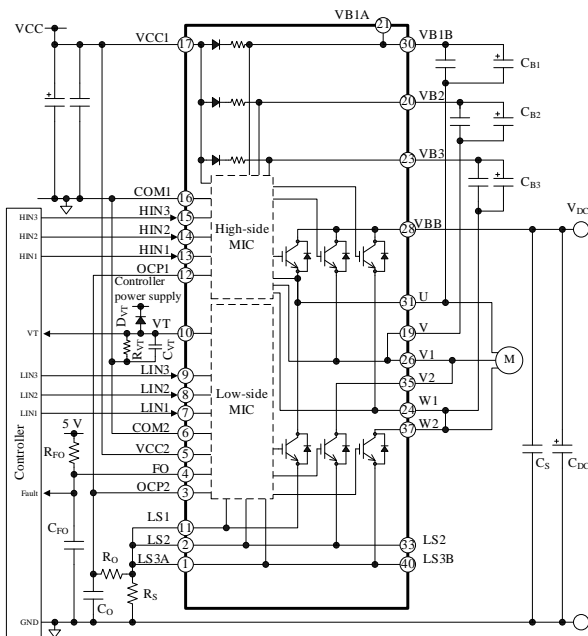 VB1A
21
VCC
VCC1
17
30
VB1B
CB1
20
VB2
CB2
23
VB3
CB3
COM1
16
HIN3
HIN3
15
HIN2
HIN2
14
HIN1
HIN1
13
OCP1
12
High-side
MIC
28
VBB
VDC
31
U
19
V
26
V1
35
V2
24
W1
37
W2
M
Controller
power supply
DVT
VT
VT
10
RVT
CVT
LIN3
LIN3
9
LIN2
LIN2
8
LIN1
LIN1
7
COM2
6
VCC2
5
FO
4
OCP2
3
Low-side
MIC
5 V
RFO
Controller
Fault
CFO
LS1
11
LS2
2
LS3A
1
33
LS2
40
LS3B
RO
CO
RS
CS
CDC
GND